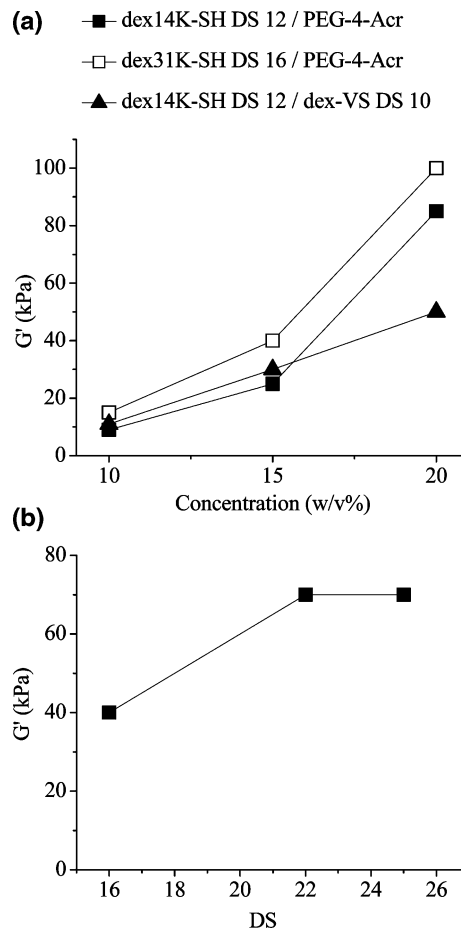 (a)
dex14K-SH DS 12 / PEG-4-Acr
dex31K-SH DS 16 / PEG-4-Acr
dex14K-SH DS 12 / dex-VS DS 10
100
80
60
40
20
0
G' (kPa)
10 15 20
Concentration (w/v%)
(b)
80
60
40
20
0
G' (kPa)
16 18 20 22 24 26
DS